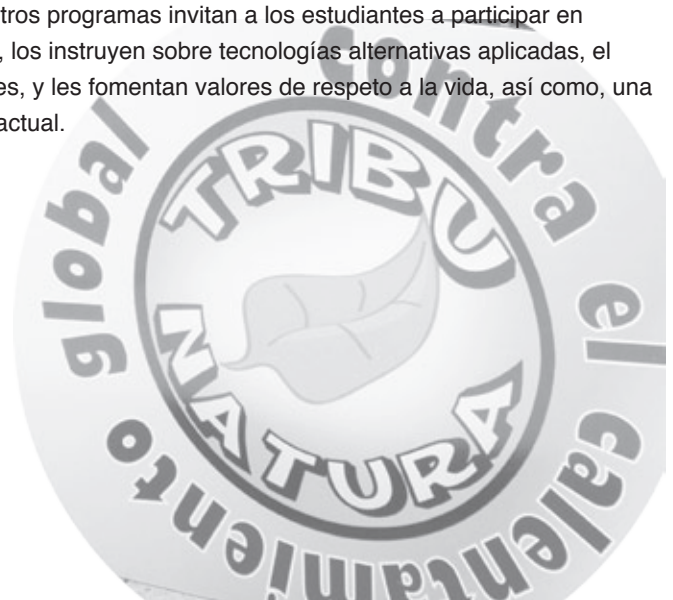 tros programas invitan a los estudiantes a participar en
, los instruyen sobre tecnologías alternativas aplicadas, el
es, y les fomentan valores de respeto a la vida, así como, una
actual.
TRIBU
NATURA
contra el calentamiento global